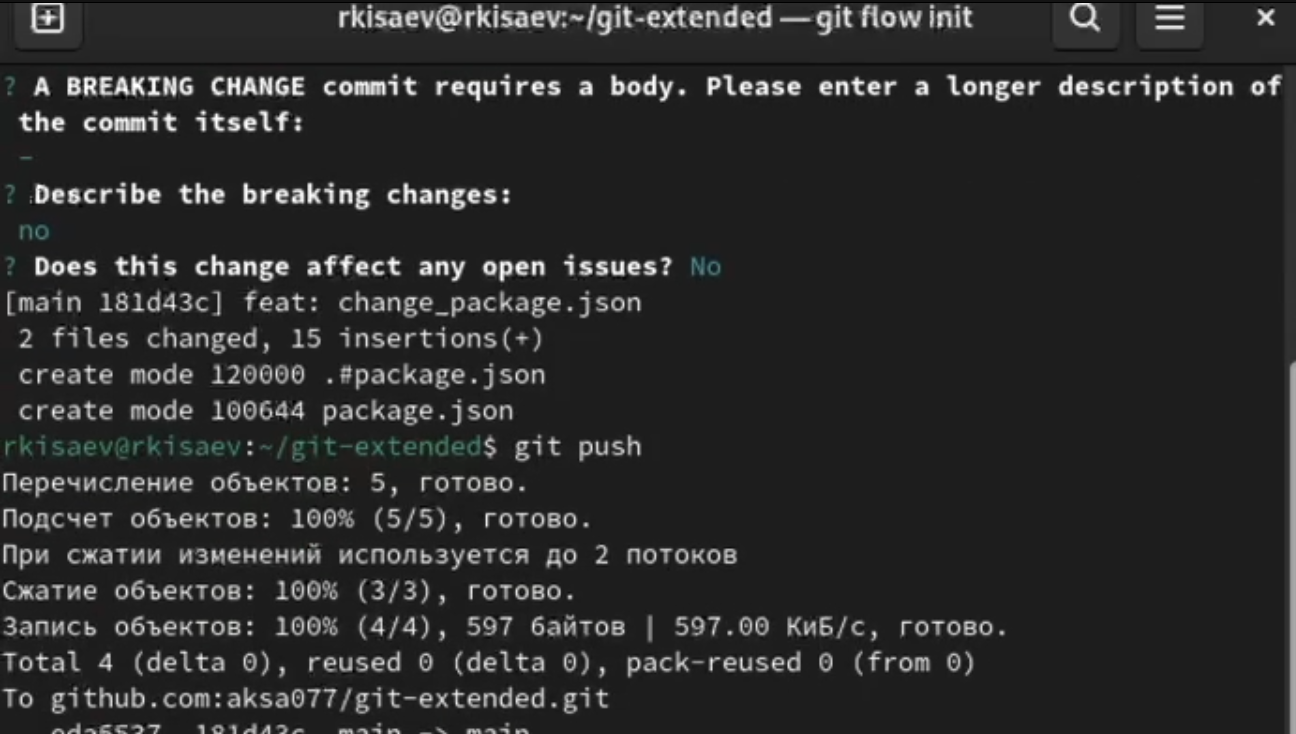 rkisaev@rkisaev:~/git-extended — git flow init
? A BREAKING CHANGE commit requires a body. Please enter a longer description of
the commit itself:
-
? Describe the breaking changes:
no
? Does this change affect any open issues? No
[main 181d43c] feat: change_package.json
2 files changed, 15 insertions(+)
create mode 120000 .#package.json
create mode 100644 package.json
rkisaev@rkisaev:~/git-extended$ git push
Перечисление объектов: 5, готово.
Подсчет объектов: 100% (5/5), готово.
При сжатии изменений используется до 2 потоков
Сжатие объектов: 100% (3/3), готово.
Запись объектов: 100% (4/4), 597 байтов | 597.00 КиБ/с, готово.
Total 4 (delta 0), reused 0 (delta 0), pack-reused 0 (from 0)
To github.com:aksa077/git-extended.git
181d43c main -> main